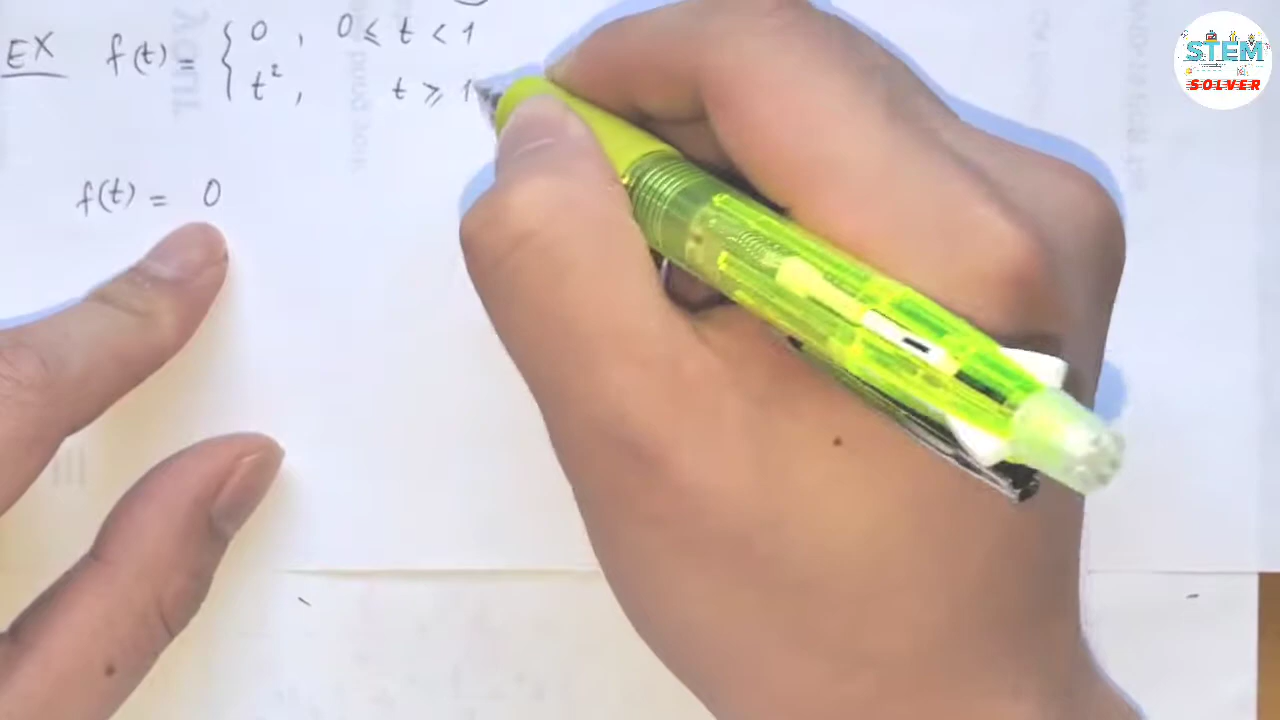 EX f(t) = { 0 , 0 ≤ t < 1
t² , t ≥ 1
f(t) = 0
STEM
SOLVER